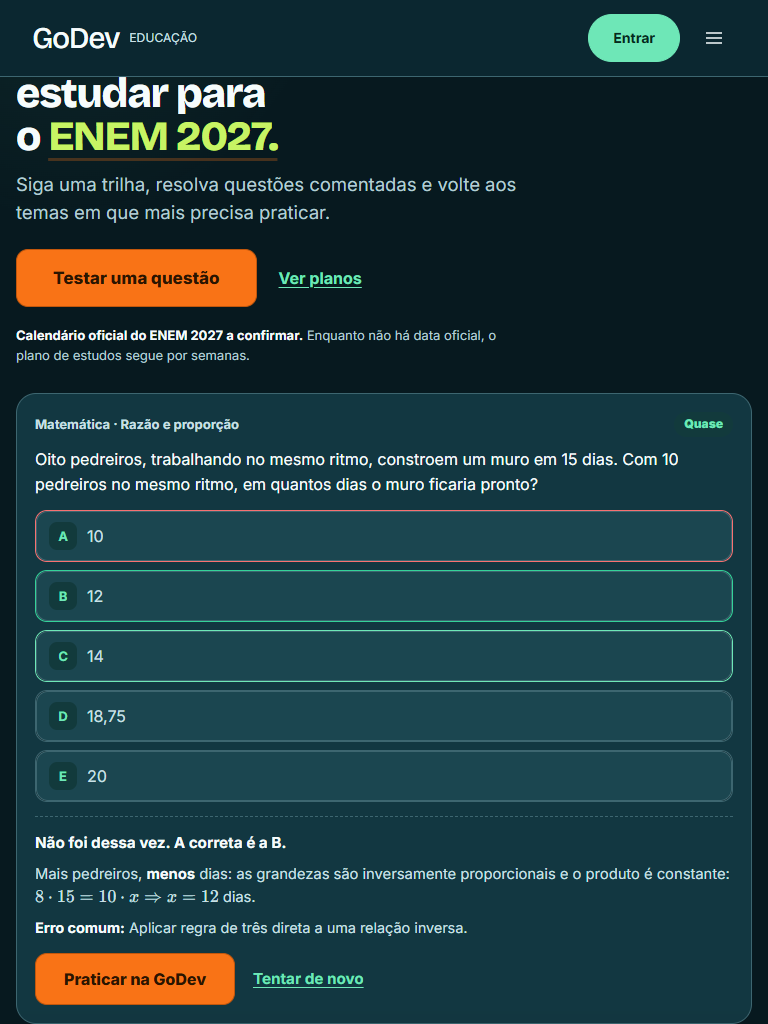 GoDev EDUCAÇÃO
Entrar
estudar para
o ENEM 2027.
Siga uma trilha, resolva questões comentadas e volte aos
temas em que mais precisa praticar.
Testar uma questão
Ver planos
Calendário oficial do ENEM 2027 a confirmar. Enquanto não há data oficial, o
plano de estudos segue por semanas.
Matemática · Razão e proporção
Quase
Oito pedreiros, trabalhando no mesmo ritmo, constroem um muro em 15 dias. Com 10
pedreiros no mesmo ritmo, em quantos dias o muro ficaria pronto?
A 10
B 12
C 14
D 18,75
E 20
Não foi dessa vez. A correta é a B.
Mais pedreiros, menos dias: as grandezas são inversamente proporcionais e o produto é constante:
8 · 15 = 10 · x ⇒ x = 12 dias.
Erro comum: Aplicar regra de três direta a uma relação inversa.
Praticar na GoDev
Tentar de novo